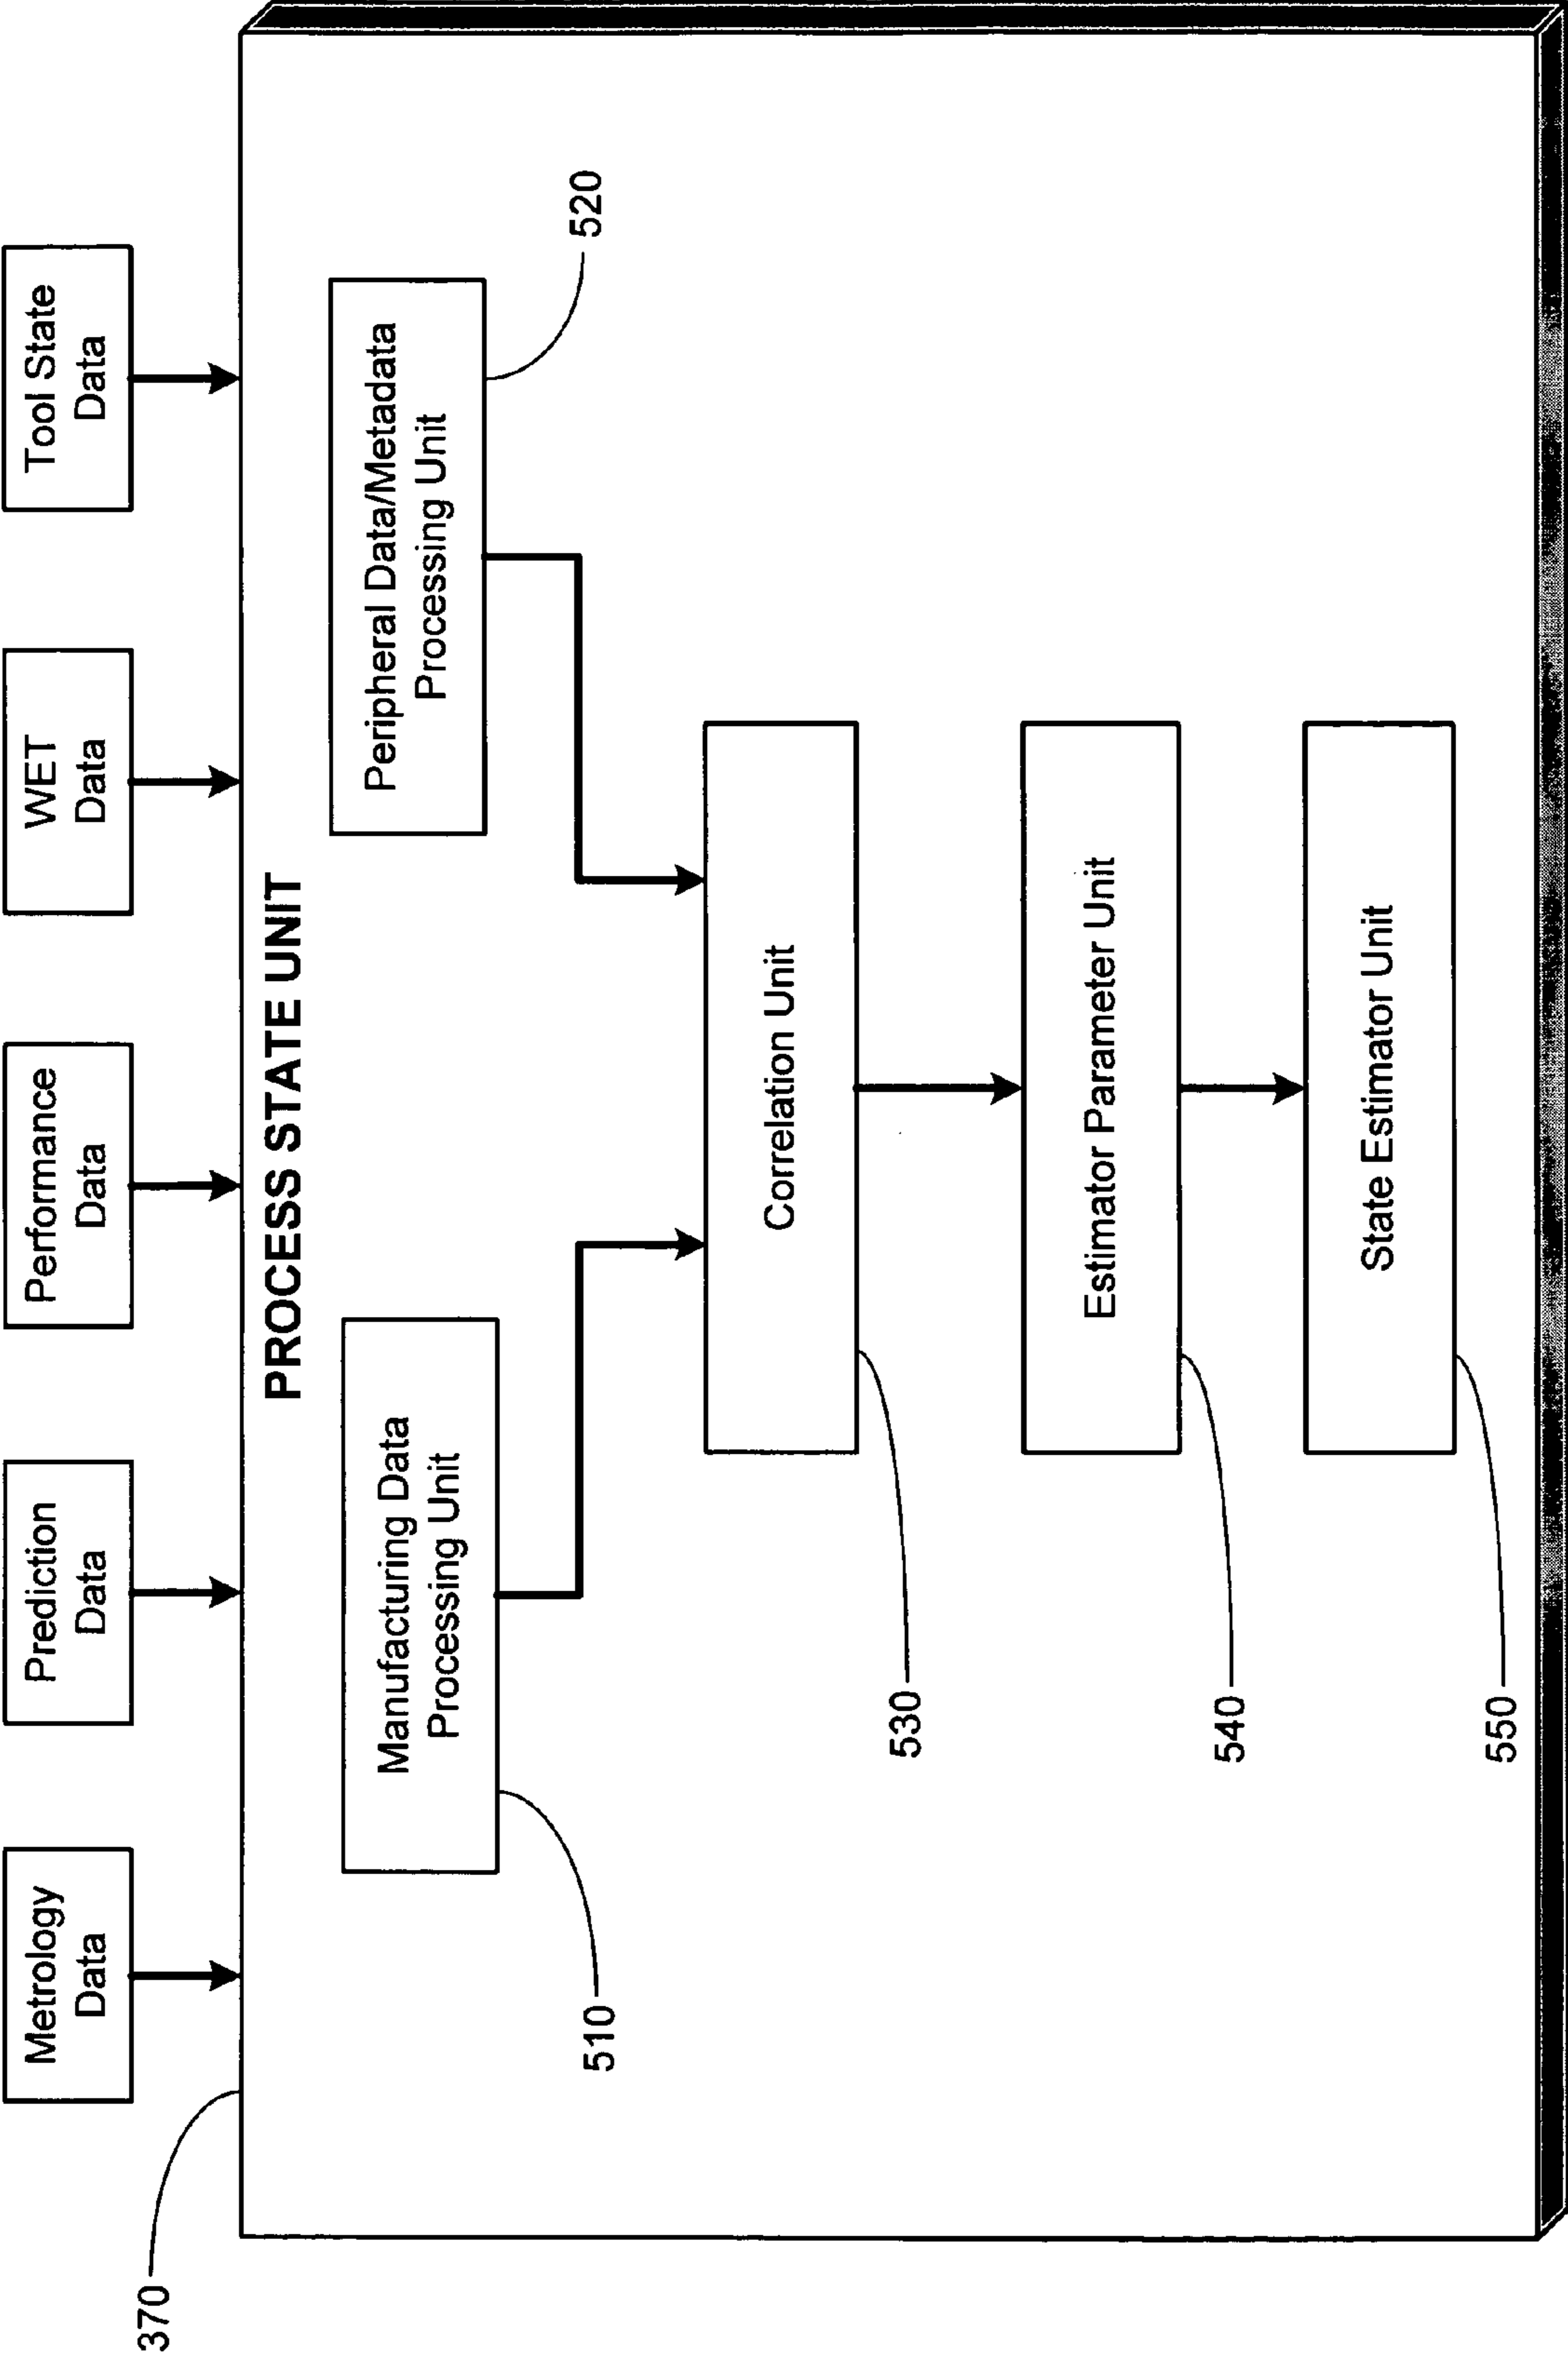 Metrology
Data
Prediction
Data
Performance
Data
WET
Data
Tool State
Data
370
PROCESS STATE UNIT
Manufacturing Data
Processing Unit
510
Peripheral Data/Metadata
Processing Unit
520
Correlation Unit
530
Estimator Parameter Unit
540
State Estimator Unit
550